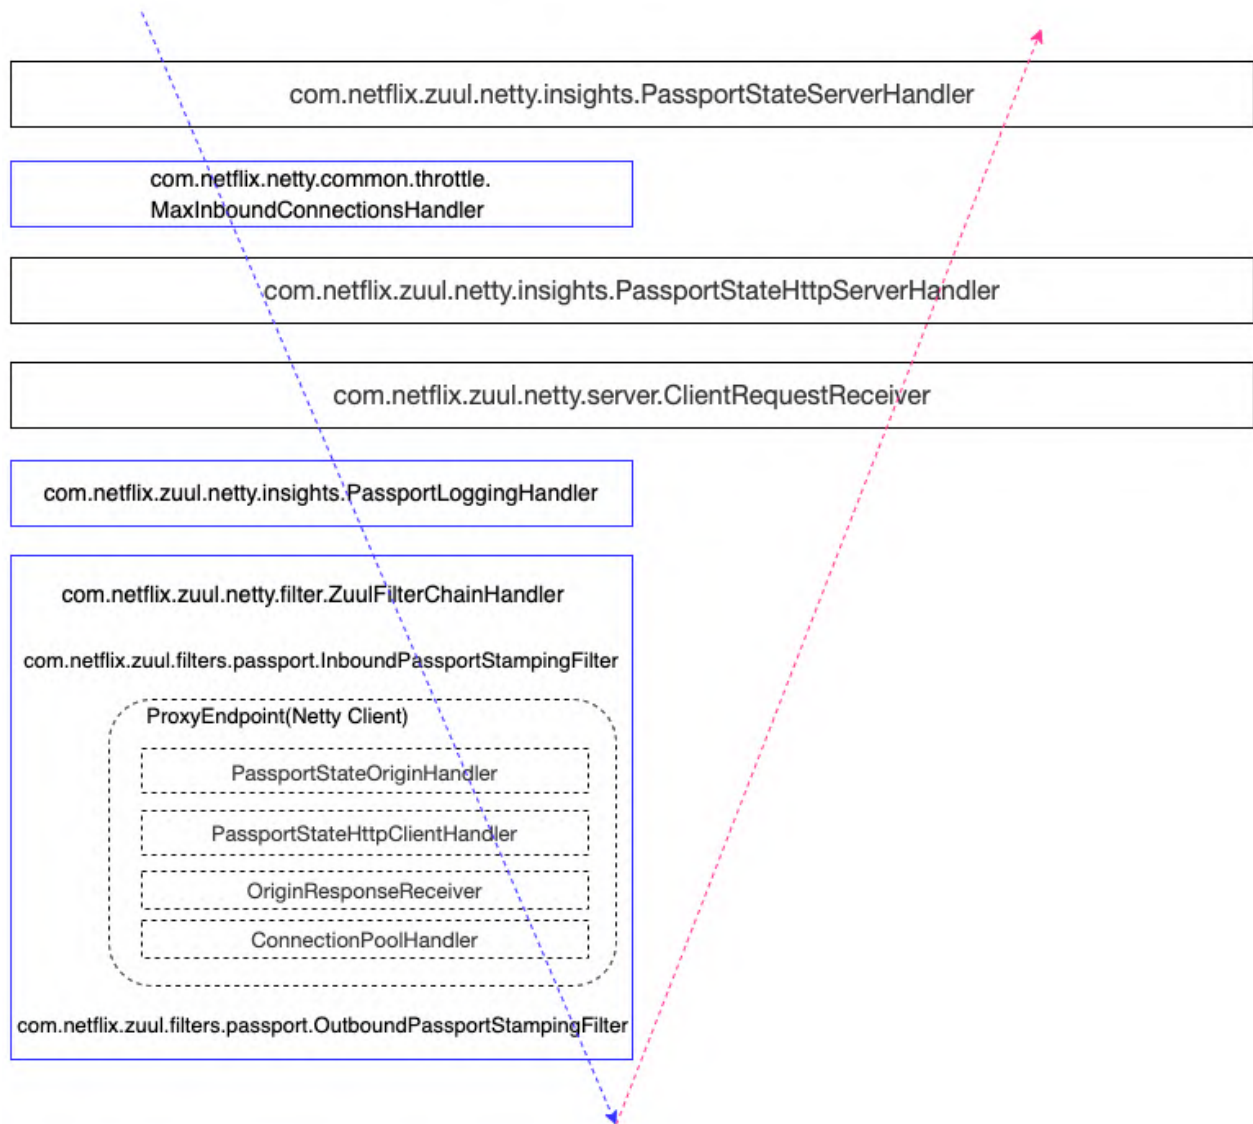 com.netflix.zuul.netty.insights.PassportStateServerHandler
com.netflix.netty.common.throttle.
MaxInboundConnectionsHandler
com.netflix.zuul.netty.insights.PassportStateHttpServerHandler
com.netflix.zuul.netty.server.ClientRequestReceiver
com.netflix.zuul.netty.insights.PassportLoggingHandler
com.netflix.zuul.netty.filter.ZuulFilterChainHandler
com.netflix.zuul.filters.passport.InboundPassportStampingFilter
ProxyEndpoint(Netty Client)
PassportStateOriginHandler
PassportStateHttpClientHandler
OriginResponseReceiver
ConnectionPoolHandler
com.netflix.zuul.filters.passport.OutboundPassportStampingFilter